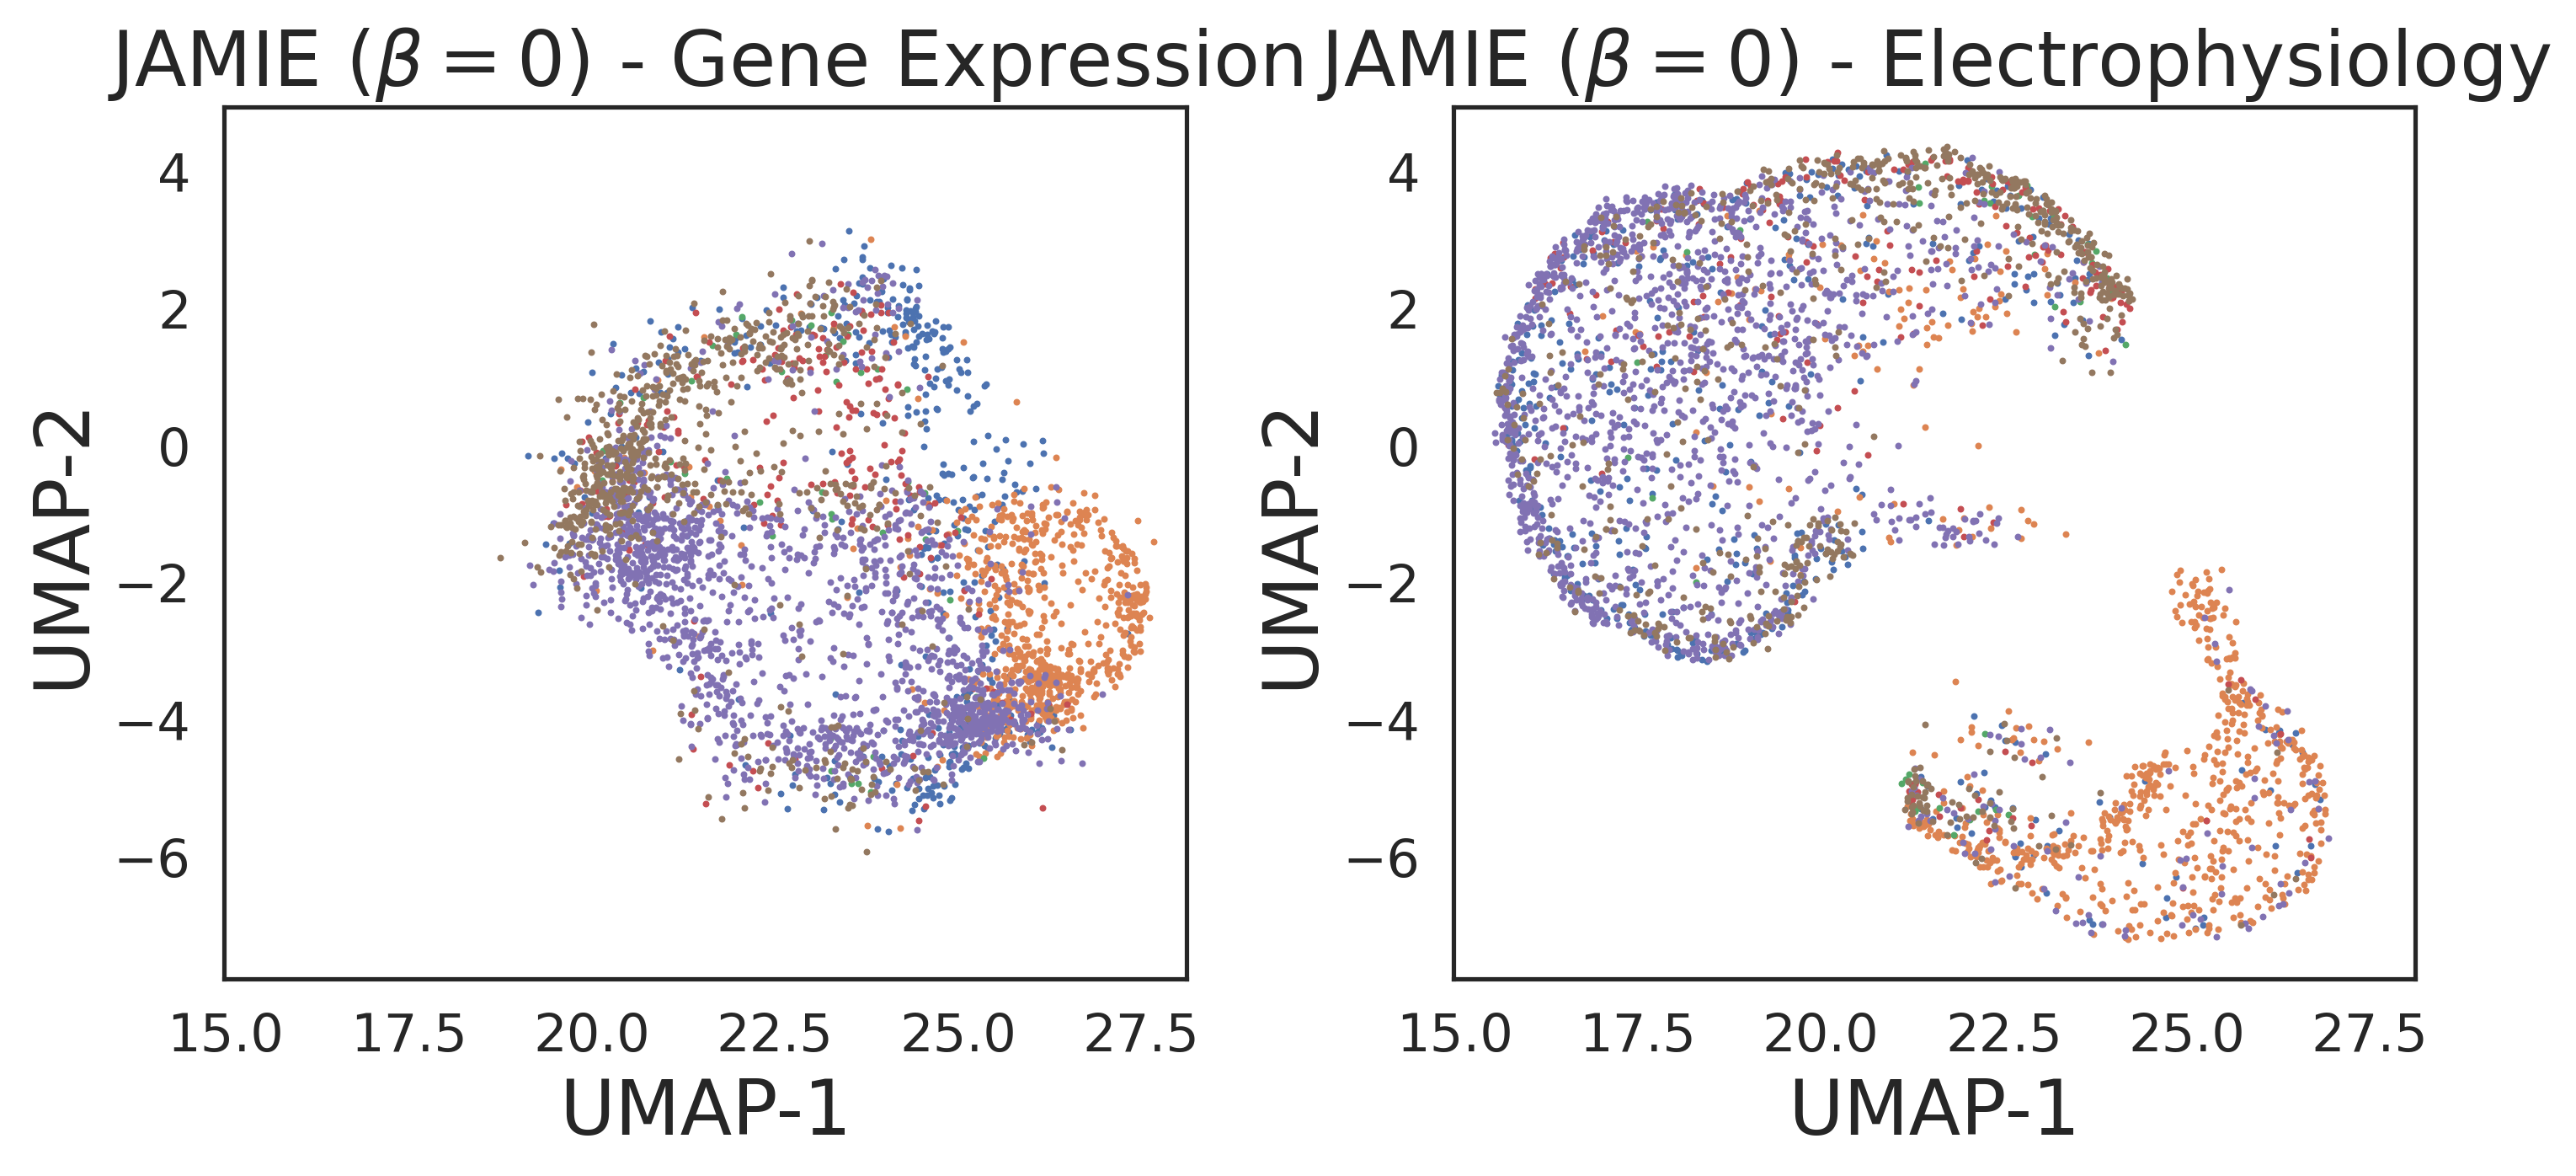 JAMIE (β = 0) - Gene Expression
4
2
0
−2
−4
−6
UMAP-2
15.0 17.5 20.0 22.5 25.0 27.5
UMAP-1
JAMIE (β = 0) - Electrophysiology
4
2
0
−2
−4
−6
UMAP-2
15.0 17.5 20.0 22.5 25.0 27.5
UMAP-1